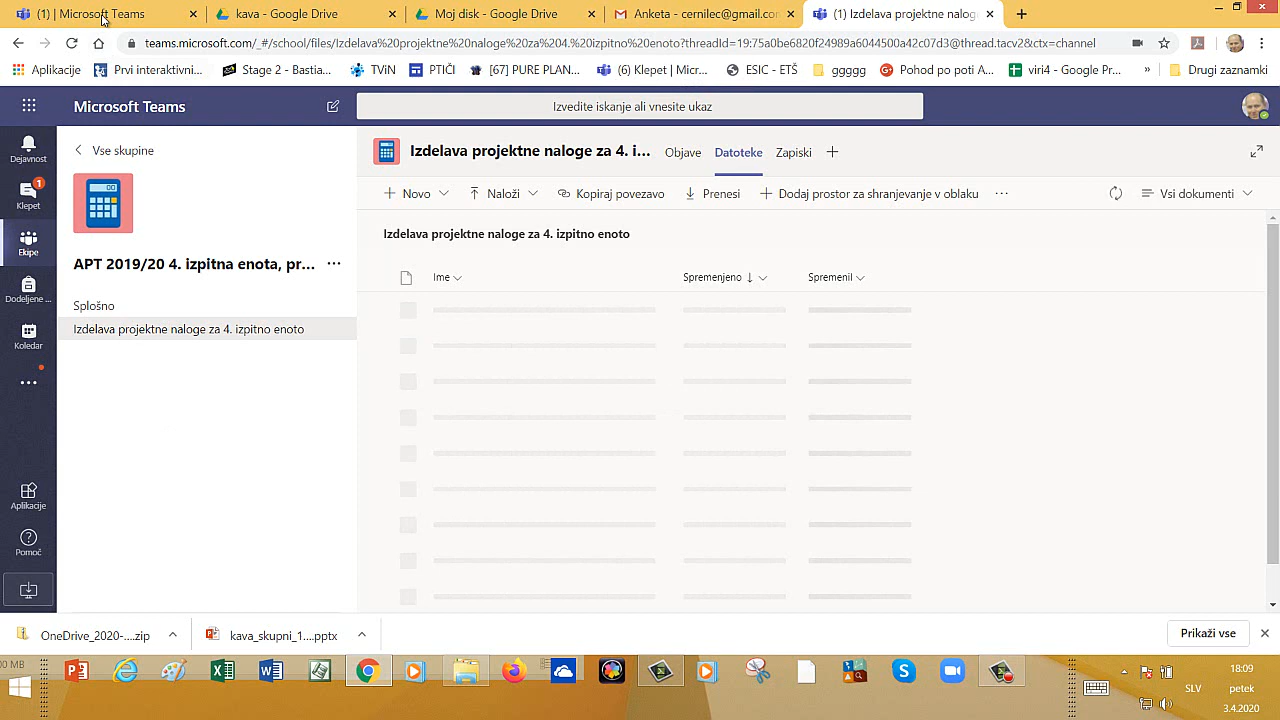 (1) | Microsoft Teams
kava - Google Drive
Moj disk - Google Drive
Anketa - cernilec@gmail.co
(1) Izdelava projektne nalog
teams.microsoft.com/_#/school/files/Izdelava%20projektne%20naloge%20za%204.%20izpitno%20enoto?threadId=19:75a0be6820f24989a6044500a42c07d3@thread.tacv2&ctx=channel
Aplikacije
Prvi interaktivni...
Stage 2 - Bastia...
TViN
PTIČI
[67] PURE PLAN...
(6) Klepet | Micr...
ESIC - ETŠ
ggggg
Pohod po poti A...
viri4 - Google Pr...
»
Drugi zaznamki
Microsoft Teams
Izvedite iskanje ali vnesite ukaz
Dejavnost
1
Klepet
Ekipe
Dodeljene ...
Koledar
Aplikacije
Pomoč
Vse skupine
APT 2019/20 4. izpitna enota, pr...
Splošno
Izdelava projektne naloge za 4. izpitno enoto
Izdelava projektne naloge za 4. i...
Objave
Datoteke
Zapiski
Novo
Naloži
Kopiraj povezavo
Prenesi
Dodaj prostor za shranjevanje v oblaku
Vsi dokumenti
Izdelava projektne naloge za 4. izpitno enoto
Ime
Spremenjeno
Spremenil
OneDrive_2020-....zip
kava_skupni_1....pptx
Prikaži vse
00 MB
SLV
18:09
petek
3.4.2020